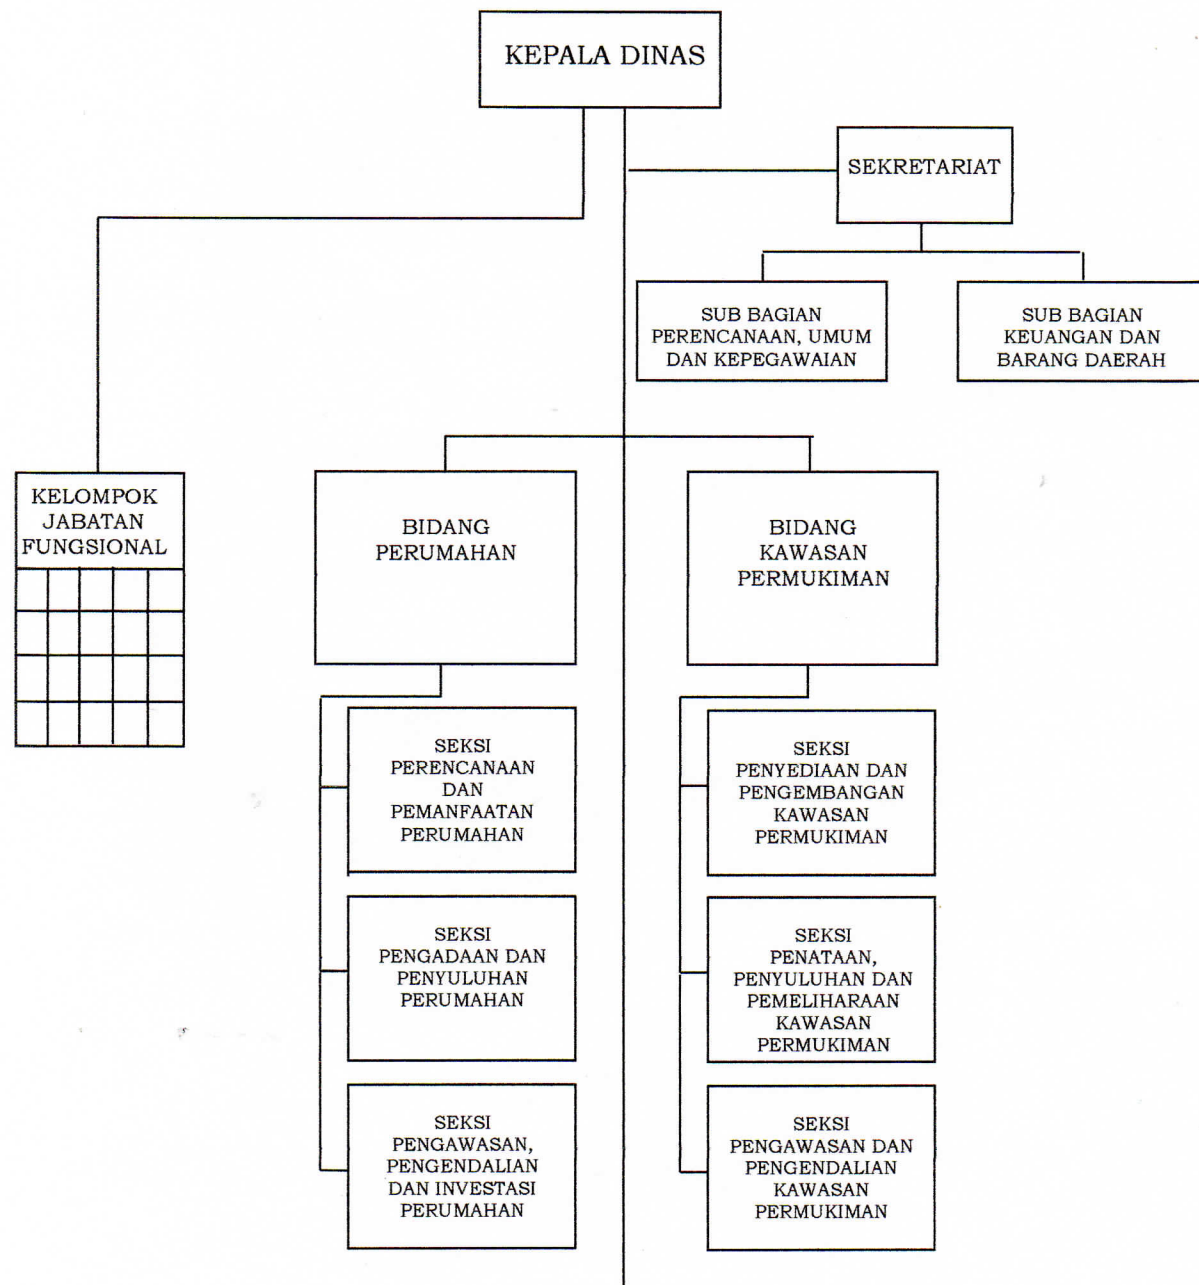 KEPALA DINAS
SEKRETARIAT
SUB BAGIAN
PERENCANAAN, UMUM
DAN KEPEGAWAIAN
SUB BAGIAN
KEUANGAN DAN
BARANG DAERAH
KELOMPOK
JABATAN
FUNGSIONAL
BIDANG
PERUMAHAN
BIDANG
KAWASAN
PERMUKIMAN
SEKSI
PERENCANAAN
DAN
PEMANFAATAN
PERUMAHAN
SEKSI
PENGADAAN DAN
PENYULUHAN
PERUMAHAN
SEKSI
PENGAWASAN,
PENGENDALIAN
DAN INVESTASI
PERUMAHAN
SEKSI
PENYEDIAAN DAN
PENGEMBANGAN
KAWASAN
PERMUKIMAN
SEKSI
PENATAAN,
PENYULUHAN DAN
PEMELIHARAAN
KAWASAN
PERMUKIMAN
SEKSI
PENGAWASAN DAN
PENGENDALIAN
KAWASAN
PERMUKIMAN